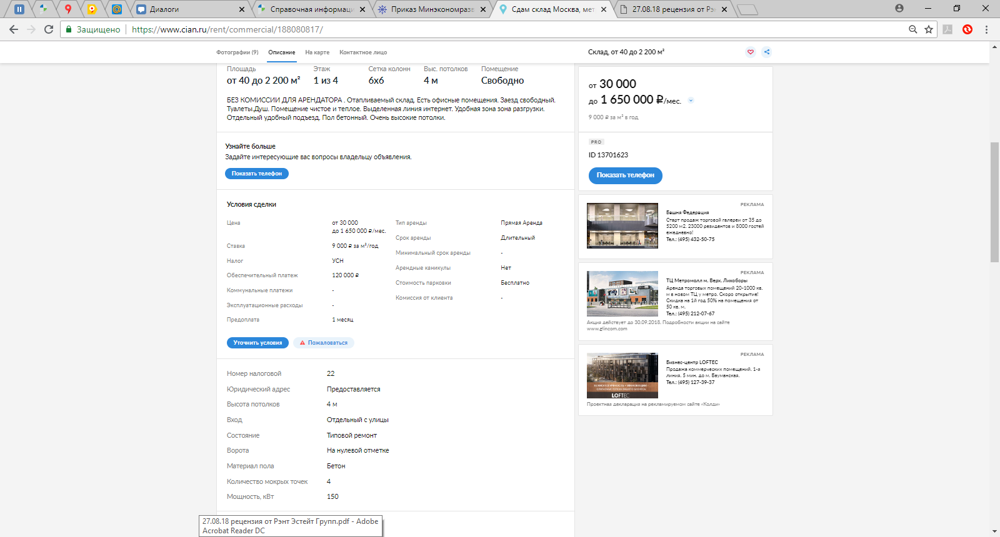 Диалоги
Справочная информаци
Приказ Минэкономразв
Сдам склад Москва, мет
27.08.18 рецензия от Рэн
Защищено
https://www.cian.ru/rent/commercial/188080817/
Фотографии (9) Описание На карте Контактное лицо
Склад, от 40 до 2 200 м²
Площадь Этаж Сетка колонн Выс. потолков Помещение
от 40 до 2 200 м² 1 из 4 6x6 4 м Свободно
БЕЗ КОМИССИИ ДЛЯ АРЕНДАТОРА . Отапливаемый склад. Есть офисные помещения. Заезд свободный.
Туалеты.Душ. Помещение чистое и теплое. Выделенная линия интернет. Удобная зона зона разгрузки.
Отдельный удобный подъезд. Пол бетонный. Очень высокие потолки.
Узнайте больше
Задайте интересующие вас вопросы владельцу объявления.
Показать телефон
Условия сделки
Цена от 30 000
до 1 650 000 ₽/мес.
Ставка 9 000 ₽ за м²/год
Налог УСН
Обеспечительный платеж 120 000 ₽
Коммунальные платежи -
Эксплуатационные расходы -
Предоплата 1 месяц
Тип аренды Прямая Аренда
Срок аренды Длительный
Минимальный срок аренды -
Арендные каникулы Нет
Стоимость парковки Бесплатно
Комиссия от клиента -
Уточнить условия Пожаловаться
Номер налоговой 22
Юридический адрес Предоставляется
Высота потолков 4 м
Вход Отдельный с улицы
Состояние Типовой ремонт
Ворота На нулевой отметке
Материал пола Бетон
Количество мокрых точек 4
Мощность, кВт 150
27.08.18 рецензия от Рэнт Эстейт Групп.pdf - Adobe
Acrobat Reader DC
от 30 000
до 1 650 000 ₽/мес.
9 000 ₽ за м² в год
PRO
ID 13701623
Показать телефон
РЕКЛАМА
Башня Федерация
Старт продаж торговой галереи от 35 до
5200 м2. 23000 резидентов и 8000 гостей
ежедневно!
Тел.: (495) 432-50-75
РЕКЛАМА
ТЦ Метромолл м. Верх. Лихоборы
Аренда торговых помещений 20-1000 кв.
м в новом ТЦ у метро. Скоро открытие!
Скидка на 1й год 50% на помещения от
50 кв. м.
Тел.: (495) 212-07-67
Акция действует до 30.09.2018. Подробности акции на сайте
www.glincom.com
РЕКЛАМА
Бизнес-центр LOFTEC
Продажа коммерческих помещений. 1-я
линия. 5 мин. до м. Бауманская.
Тел.: (495) 127-39-37
LOFTEC
Проектная декларация на рекламируемом сайте «Колди»